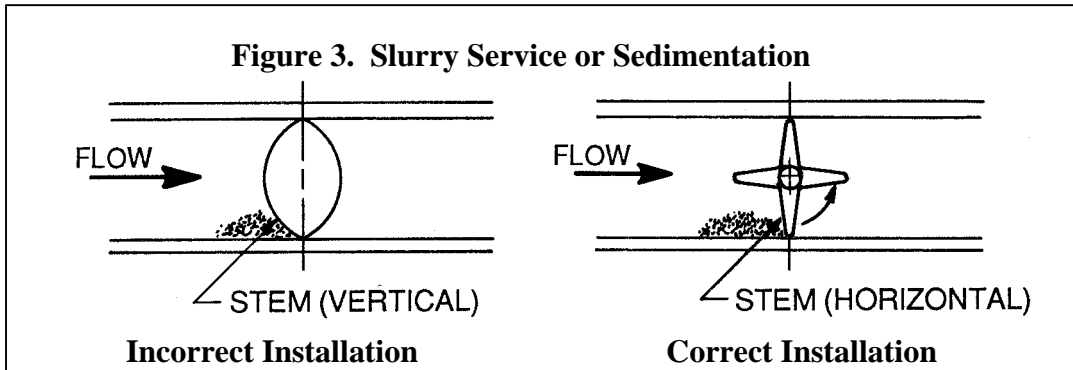 Figure 3. Slurry Service or Sedimentation
FLOW
STEM (VERTICAL)
Incorrect Installation
FLOW
STEM (HORIZONTAL)
Correct Installation